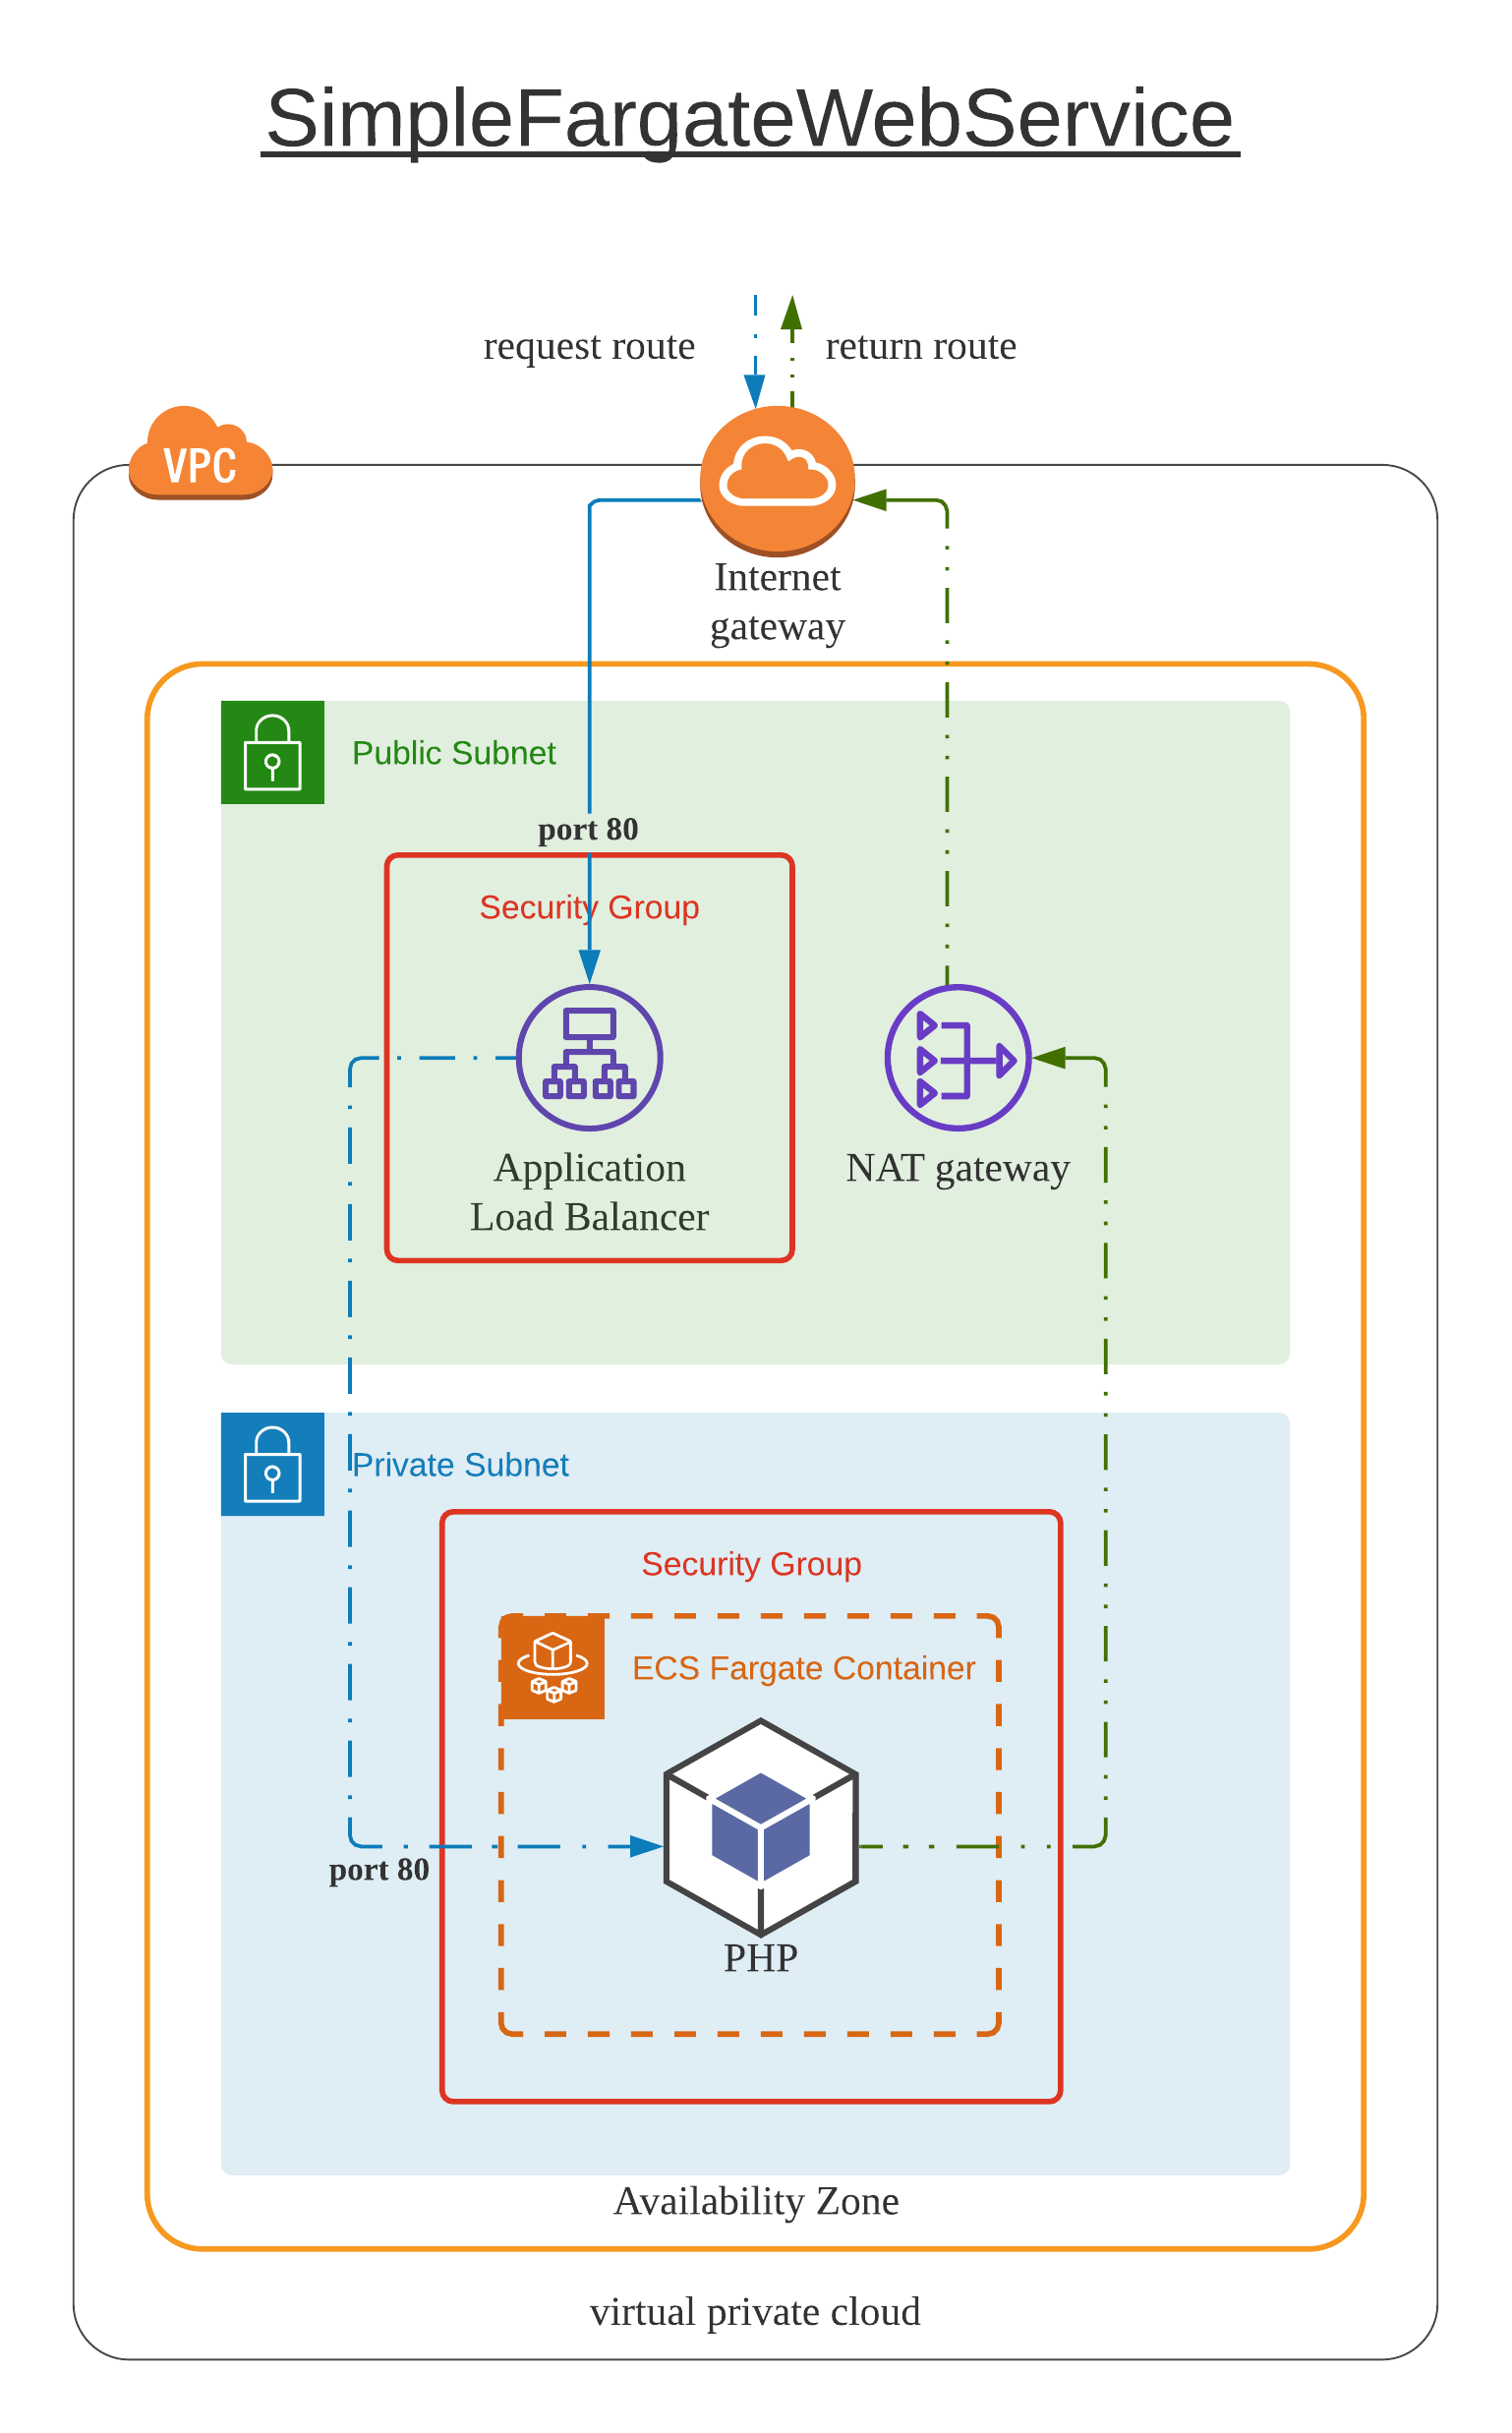 SimpleFargateWebService
request route
return route
VPC
Internet
gateway
Public Subnet
port 80
Security Group
Application
Load Balancer
NAT gateway
Private Subnet
Security Group
ECS Fargate Container
port 80
PHP
Availability Zone
virtual private cloud